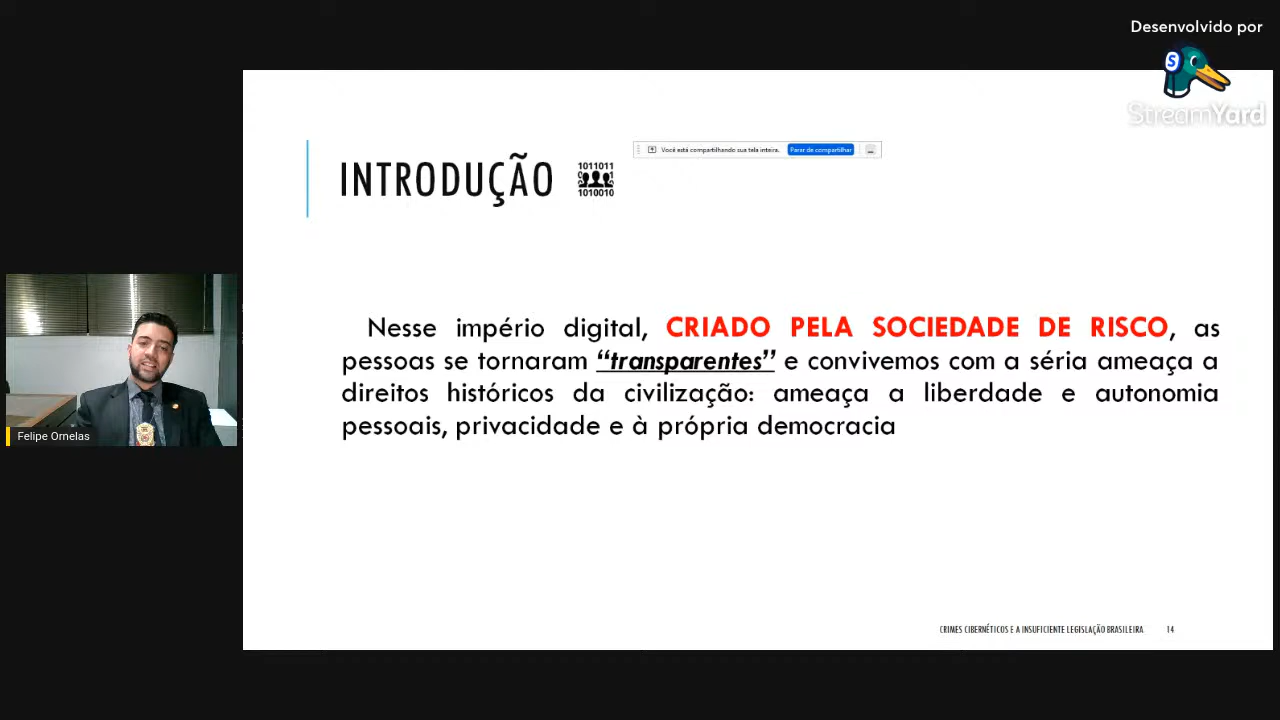 Desenvolvido por
StreamYard
Você está compartilhando sua tela inteira. Parar de compartilhar
INTRODUÇÃO
1011011
1010010
Nesse império digital, CRIADO PELA SOCIEDADE DE RISCO, as
pessoas se tornaram “transparentes” e convivemos com a séria ameaça a
direitos históricos da civilização: ameaça a liberdade e autonomia
pessoais, privacidade e à própria democracia
Felipe Ornelas
CRIMES CIBERNÉTICOS E A INSUFICIENTE LEGISLAÇÃO BRASILEIRA 14